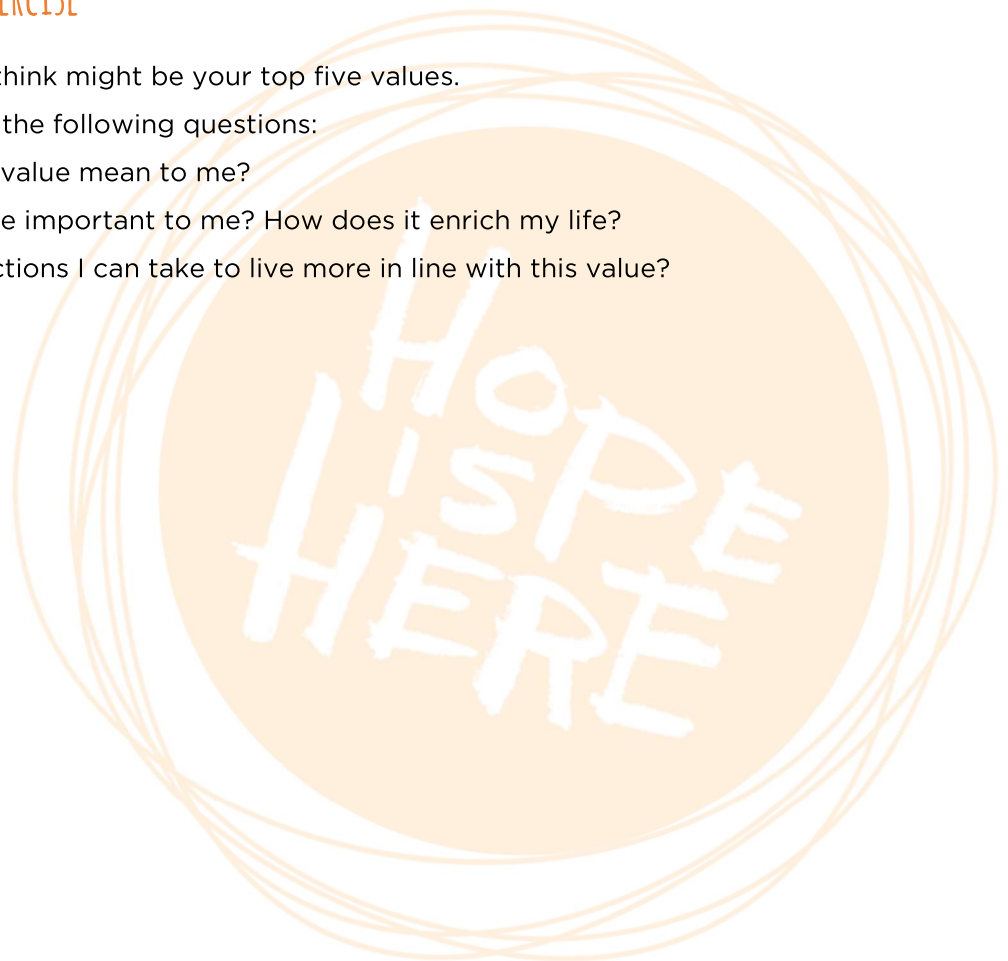 think might be your top five values.
the following questions:
value mean to me?
e important to me? How does it enrich my life?
ctions I can take to live more in line with this value?
HOPE
IS
HERE